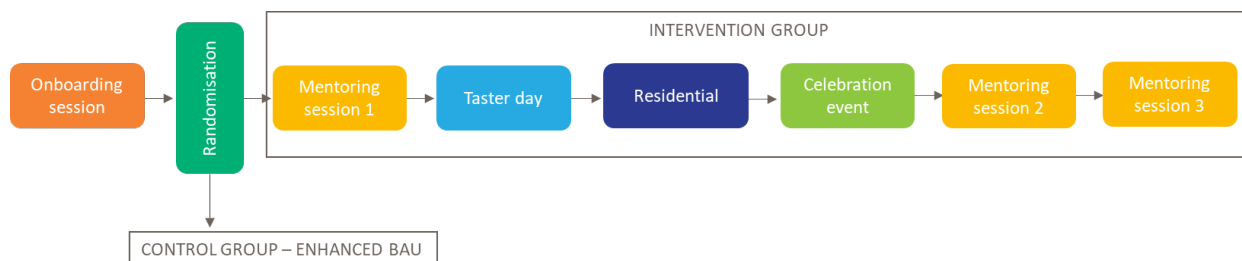 INTERVENTION GROUP
Onboarding
session
Randomisation
Mentoring
session 1
Taster day
Residential
Celebration
event
Mentoring
session 2
Mentoring
session 3
CONTROL GROUP – ENHANCED BAU